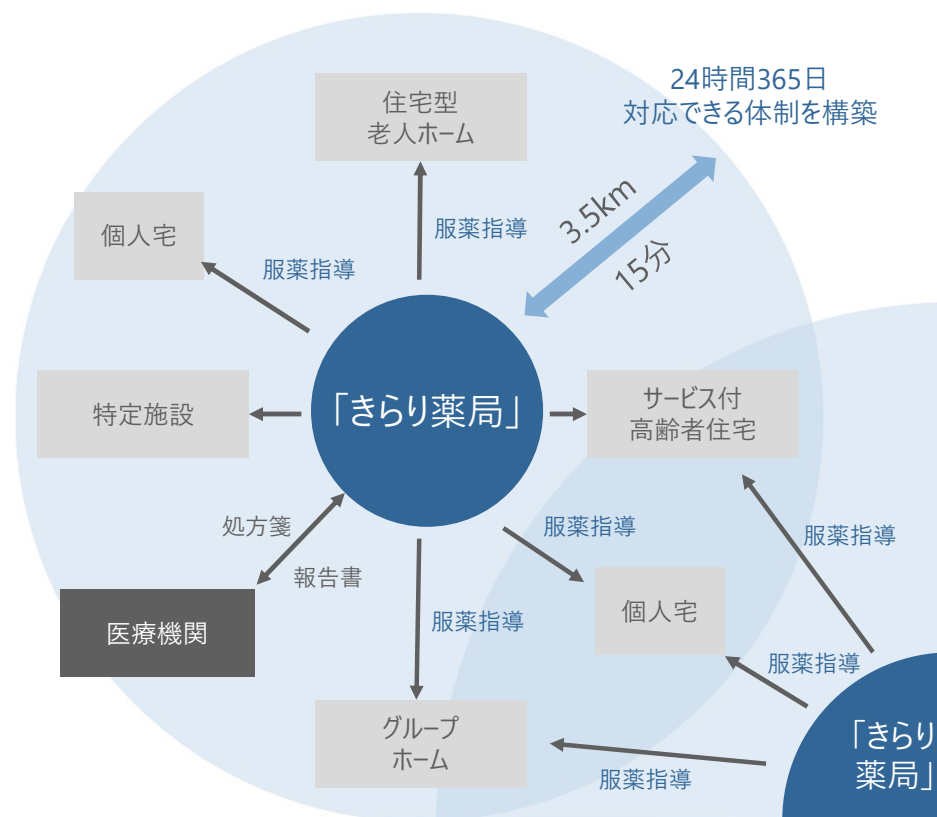 24時間365日
対応できる体制を構築
住宅型
老人ホーム
3.5km
15分
個人宅
服薬指導
服薬指導
特定施設
「きらり薬局」
サービス付
高齢者住宅
処方箋
報告書
服薬指導
服薬指導
医療機関
服薬指導
個人宅
服薬指導
グループ
ホーム
服薬指導
「きらり
薬局」